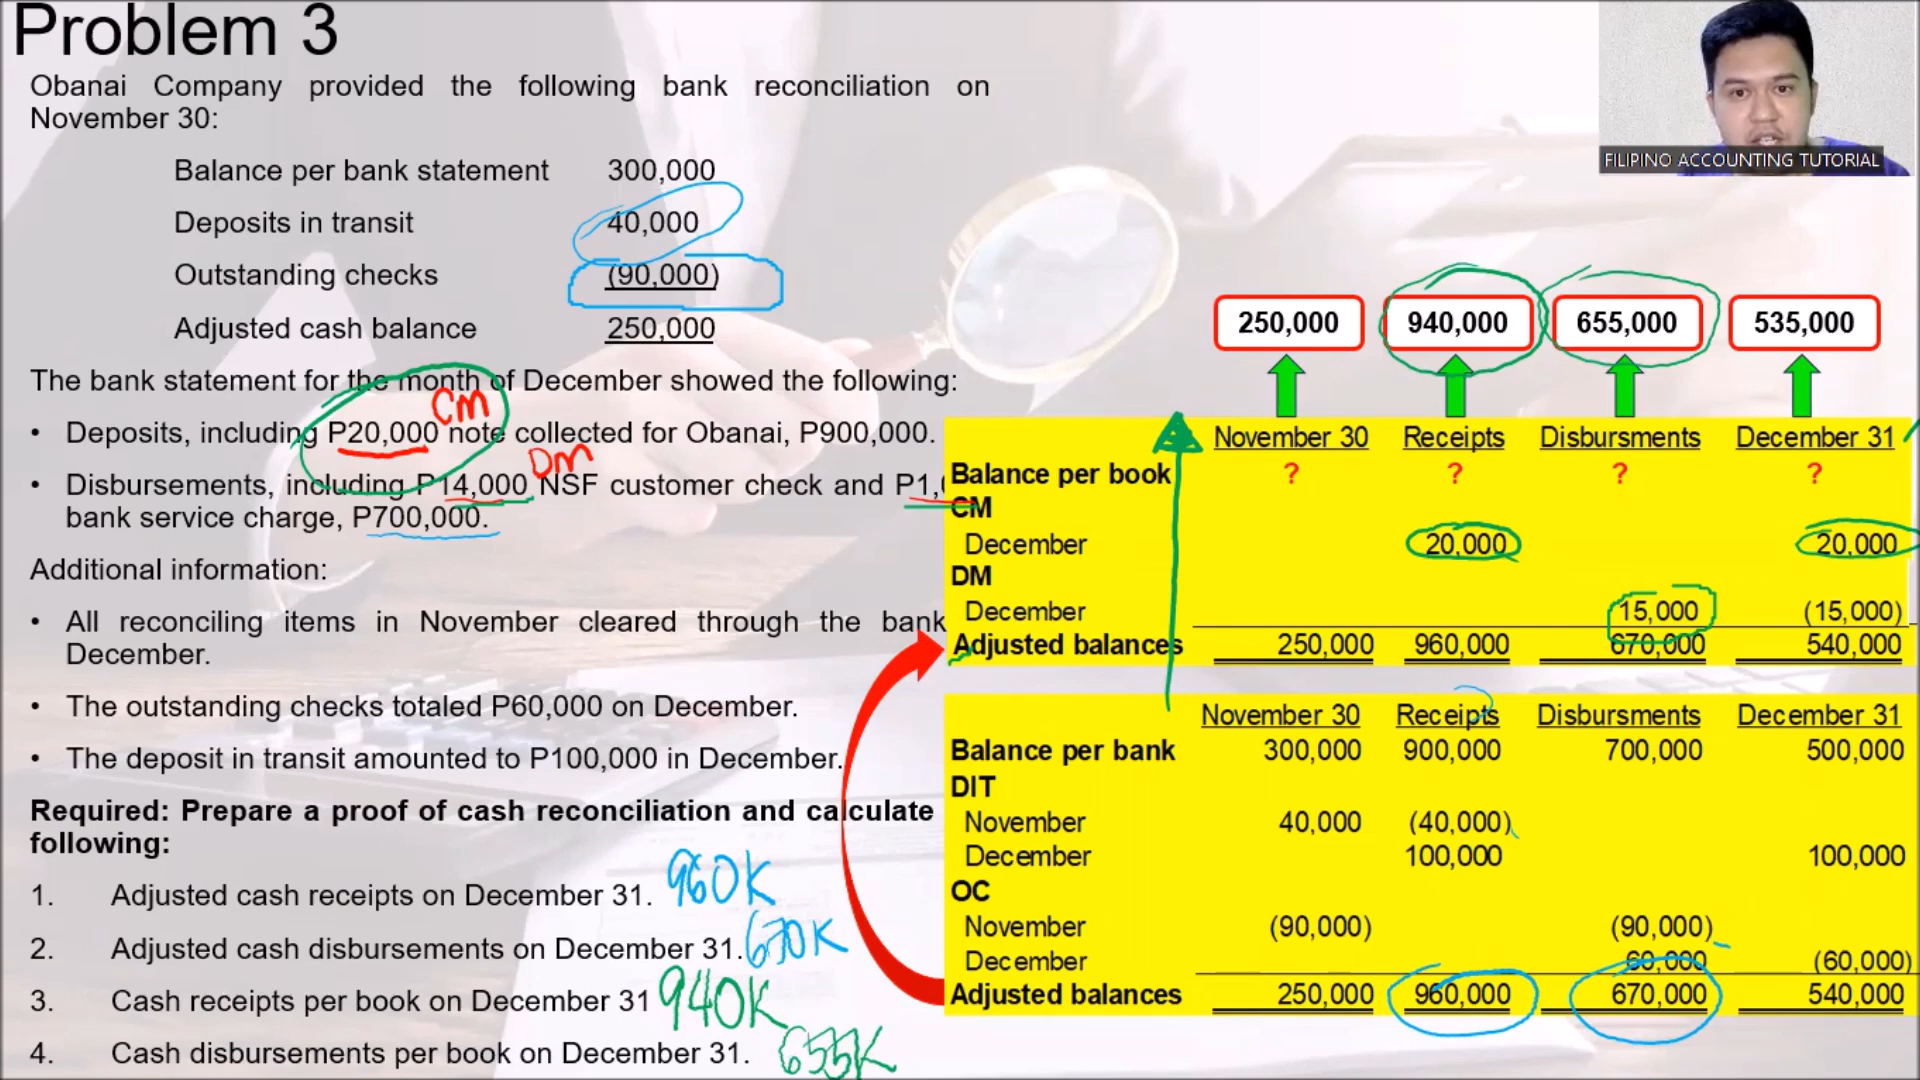 Problem 3
Obanai Company provided the following bank reconciliation on
November 30:
Balance per bank statement 300,000
Deposits in transit 40,000
Outstanding checks (90,000)
Adjusted cash balance 250,000
The bank statement for the month of December showed the following:
CM
• Deposits, including P20,000 note collected for Obanai, P900,000.
DM
• Disbursements, including P14,000 NSF customer check and P1,
bank service charge, P700,000.
Additional information:
• All reconciling items in November cleared through the bank
December.
• The outstanding checks totaled P60,000 on December.
• The deposit in transit amounted to P100,000 in December.
Required: Prepare a proof of cash reconciliation and calculate
following:
1. Adjusted cash receipts on December 31. 960K
2. Adjusted cash disbursements on December 31. 670K
3. Cash receipts per book on December 31 940K
4. Cash disbursements per book on December 31. 655K
FILIPINO ACCOUNTING TUTORIAL
250,000 940,000 655,000 535,000
November 30 Receipts Disbursments December 31
Balance per book ? ? ? ?
CM
December 20,000 20,000
DM
December 15,000 (15,000)
Adjusted balances 250,000 960,000 670,000 540,000
November 30 Receipts Disbursments December 31
Balance per bank 300,000 900,000 700,000 500,000
DIT
November 40,000 (40,000)
December 100,000 100,000
OC
November (90,000) (90,000)
December 60,000 (60,000)
Adjusted balances 250,000 960,000 670,000 540,000